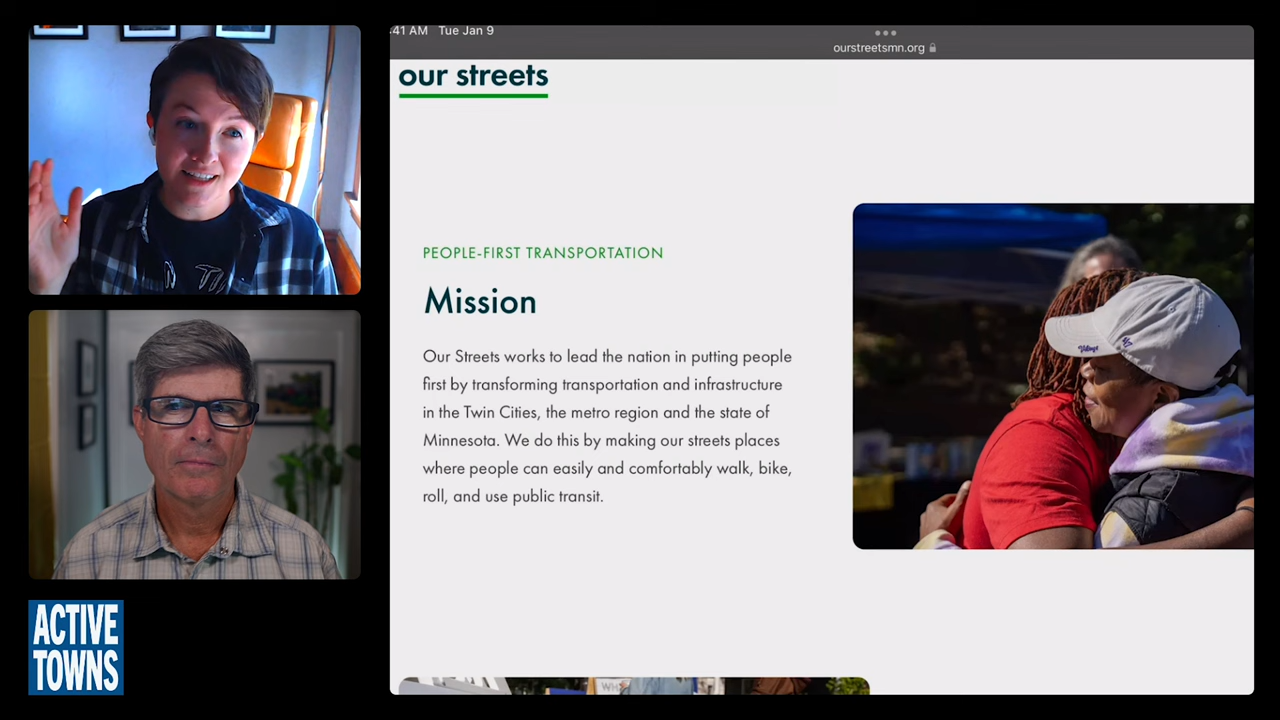 :41 AM Tue Jan 9
ourstreetsmn.org
our streets
PEOPLE-FIRST TRANSPORTATION
Mission
Our Streets works to lead the nation in putting people
first by transforming transportation and infrastructure
in the Twin Cities, the metro region and the state of
Minnesota. We do this by making our streets places
where people can easily and comfortably walk, bike,
roll, and use public transit.
ACTIVE
TOWNS